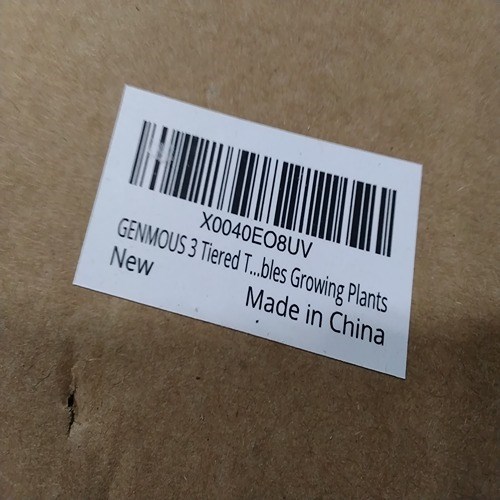 X0040EO8UV
GENMOUS 3 Tiered T...bles Growing Plants
New
Made in China